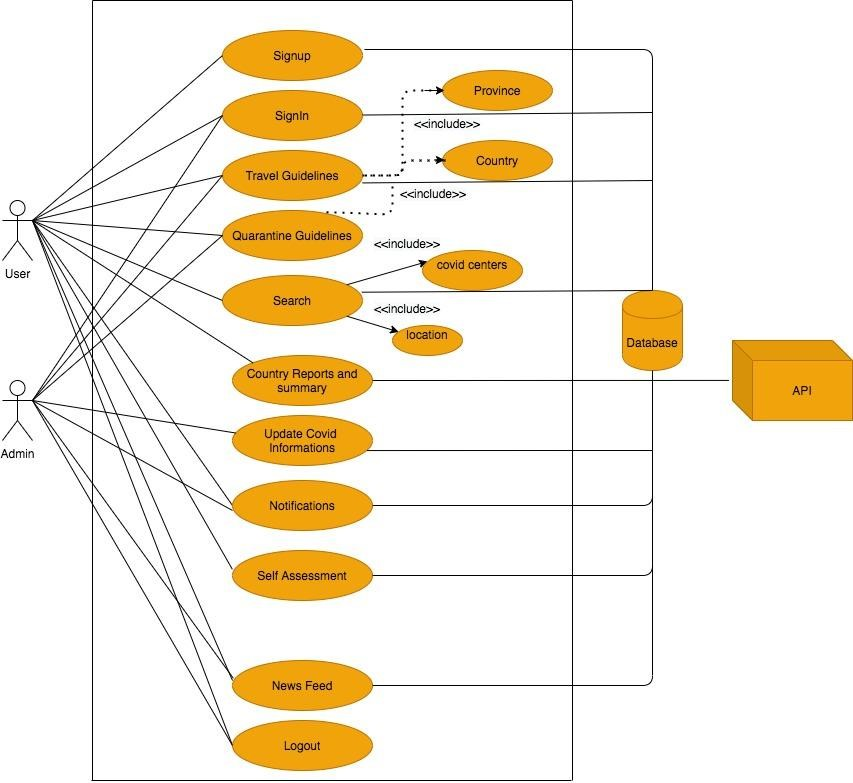 Signup
Province
SignIn
<<include>>
Country
Travel Guidelines
<<include>>
Quarantine Guidelines
<<include>>
covid centers
User
Search
<<include>>
location
Database
Country Reports and
summary
API
Update Covid
Informations
Admin
Notifications
Self Assessment
News Feed
Logout